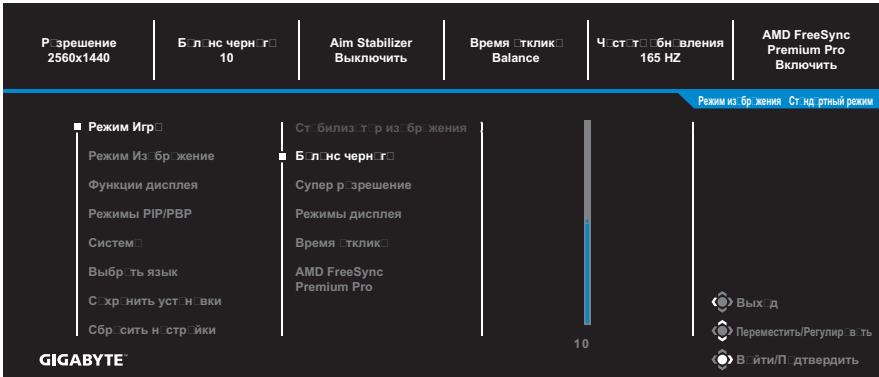 Р□зрешение
2560x1440
Б□л□нс черн□г□
10
Aim Stabilizer
Выключить
Время □тклик□
Balance
Ч□ст□т□ □бн□вления
165 HZ
AMD FreeSync
Premium Pro
Включить
Режим из□бр□жения Ст□нд□ртный режим
Режим Игр□
Режим Из□бр□жение
Функции дисплея
Режимы PIP/PBP
Систем□
Выбр□ть язык
С□хр□нить уст□н□вки
Сбр□сить н□стр□йки
Ст□билиз□т□р из□бр□жения
Б□л□нс черн□г□
Супер р□зрешение
Режимы дисплея
Время □тклик□
AMD FreeSync
Premium Pro
10
Вых□д
Переместить/Регулир□в□ть
В□йти/П□дтвердить
GIGABYTE™